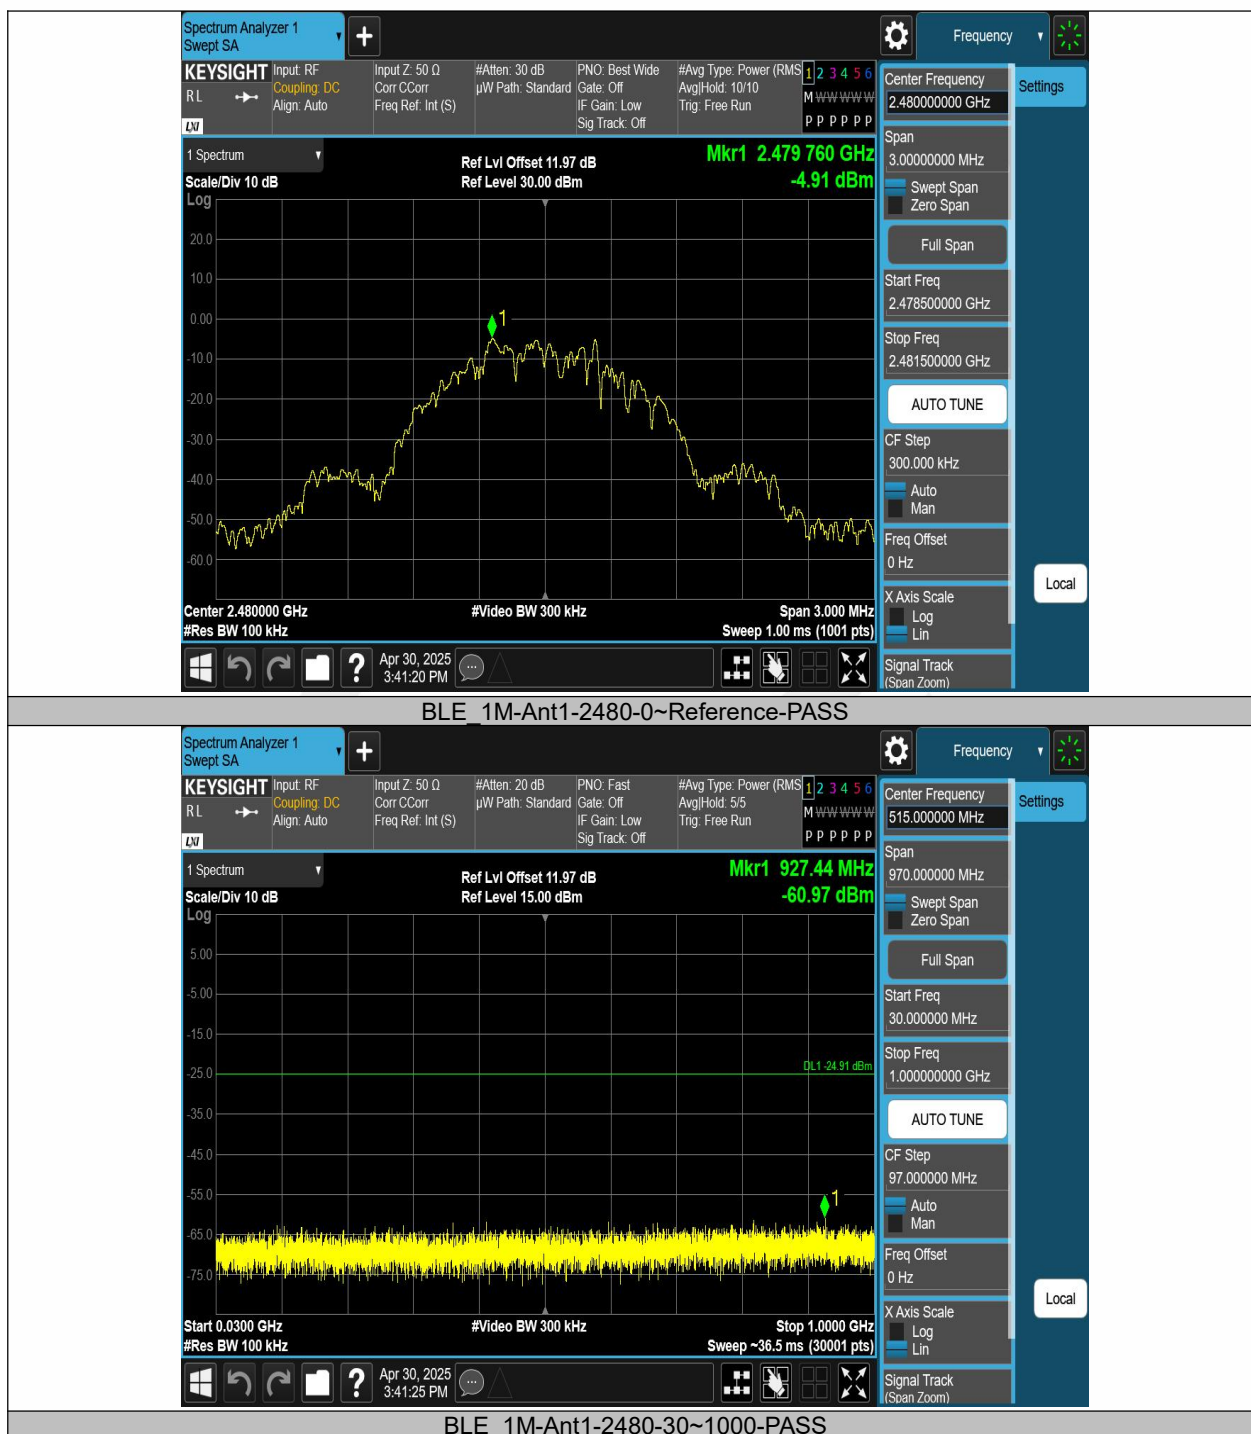 Spectrum Analyzer 1
Swept SA
Frequency
KEYSIGHT
RL
LXI
Input: RF
Coupling: DC
Align: Auto
Input Z: 50 Ω
Corr CCorr
Freq Ref: Int (S)
#Atten: 30 dB
µW Path: Standard
PNO: Best Wide
Gate: Off
IF Gain: Low
Sig Track: Off
#Avg Type: Power (RMS
Avg|Hold: 10/10
Trig: Free Run
1 2 3 4 5 6
M W W W W W
P P P P P P
1 Spectrum
Scale/Div 10 dB
Log
Ref Lvl Offset 11.97 dB
Ref Level 30.00 dBm
Mkr1 2.479 760 GHz
-4.91 dBm
20.0
10.0
0.00
-10.0
-20.0
-30.0
-40.0
-50.0
-60.0
1
Center 2.480000 GHz
#Res BW 100 kHz
#Video BW 300 kHz
Span 3.000 MHz
Sweep 1.00 ms (1001 pts)
Center Frequency
2.480000000 GHz
Settings
Span
3.00000000 MHz
Swept Span
Zero Span
Full Span
Start Freq
2.478500000 GHz
Stop Freq
2.481500000 GHz
AUTO TUNE
CF Step
300.000 kHz
Auto
Man
Freq Offset
0 Hz
X Axis Scale
Log
Lin
Local
Signal Track
(Span Zoom)
?
Apr 30, 2025
3:41:20 PM
BLE_1M-Ant1-2480-0~Reference-PASS
Spectrum Analyzer 1
Swept SA
Frequency
KEYSIGHT
RL
LXI
Input: RF
Coupling: DC
Align: Auto
Input Z: 50 Ω
Corr CCorr
Freq Ref: Int (S)
#Atten: 20 dB
µW Path: Standard
PNO: Fast
Gate: Off
IF Gain: Low
Sig Track: Off
#Avg Type: Power (RMS
Avg|Hold: 5/5
Trig: Free Run
1 2 3 4 5 6
M W W W W W
P P P P P P
1 Spectrum
Scale/Div 10 dB
Log
Ref Lvl Offset 11.97 dB
Ref Level 15.00 dBm
Mkr1 927.44 MHz
-60.97 dBm
5.00
-5.00
-15.0
-25.0
-35.0
-45.0
-55.0
-65.0
-75.0
DL1 -24.91 dBm
1
Start 0.0300 GHz
#Res BW 100 kHz
#Video BW 300 kHz
Stop 1.0000 GHz
Sweep ~36.5 ms (30001 pts)
Center Frequency
515.000000 MHz
Settings
Span
970.000000 MHz
Swept Span
Zero Span
Full Span
Start Freq
30.000000 MHz
Stop Freq
1.000000000 GHz
AUTO TUNE
CF Step
97.000000 MHz
Auto
Man
Freq Offset
0 Hz
X Axis Scale
Log
Lin
Local
Signal Track
(Span Zoom)
?
Apr 30, 2025
3:41:25 PM
BLE_1M-Ant1-2480-30~1000-PASS